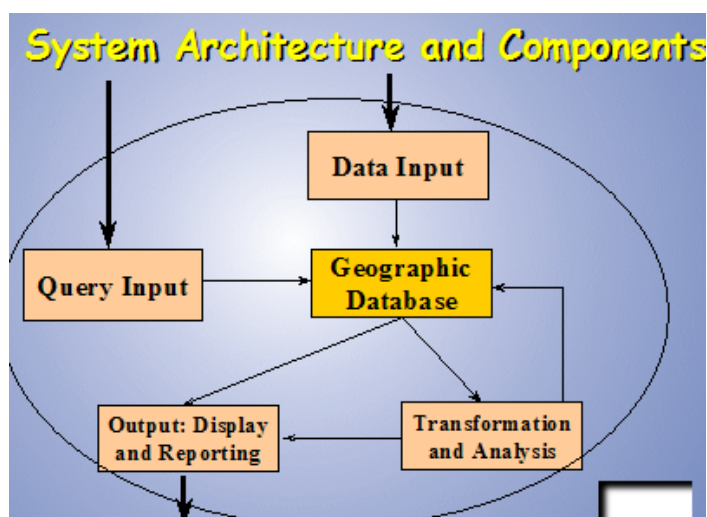 System Architecture and Components
Data Input
Query Input
Geographic
Database
Output: Display
and Reporting
Transformation
and Analysis